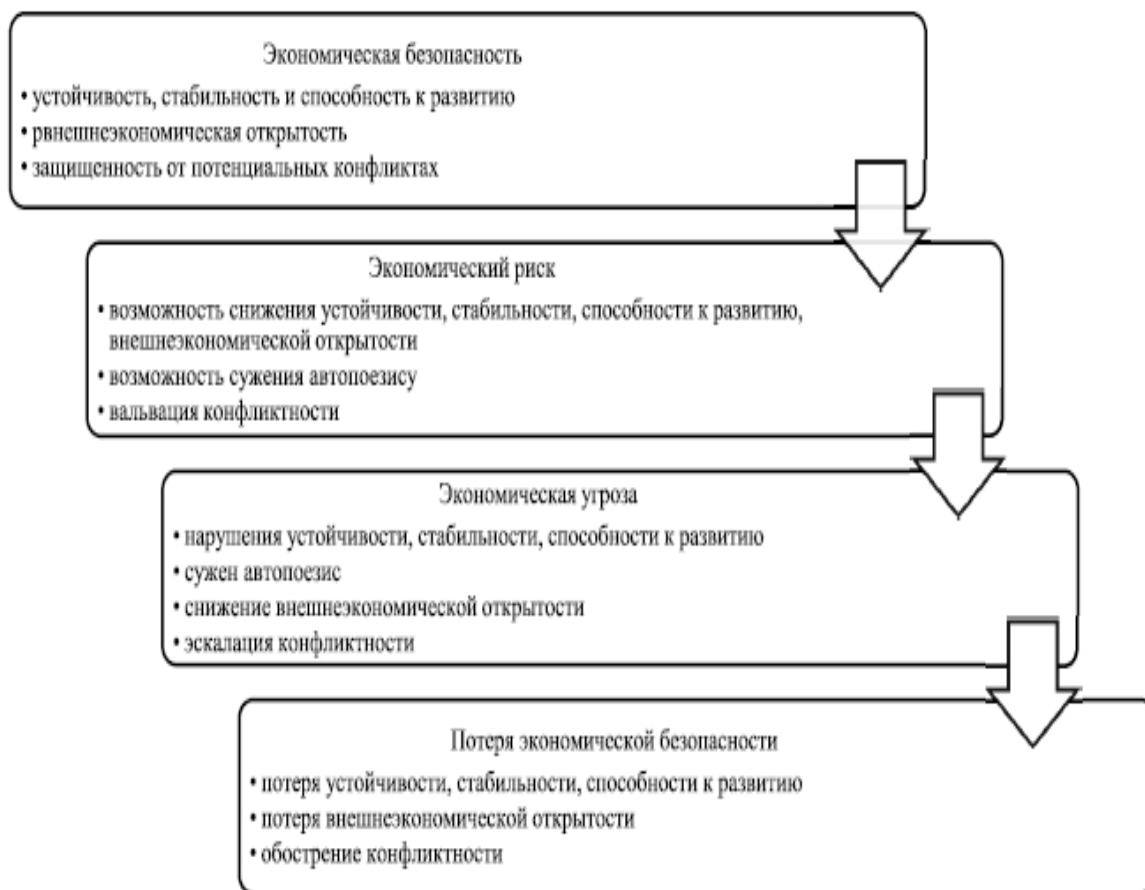 Экономическая безопасность
• устойчивость, стабильность и способность к развитию
• рвнешнеэкономическая открытость
• защищенность от потенциальных конфликтах
Экономический риск
• возможность снижения устойчивости, стабильности, способности к развитию,
внешнеэкономической открытости
• возможность сужения автопоезису
• вальвация конфликтности
Экономическая угроза
• нарушения устойчивости, стабильности, способности к развитию
• сужен автопоезис
• снижение внешнеэкономической открытости
• эскалация конфликтности
Потеря экономической безопасности
• потеря устойчивости, стабильности, способности к развитию
• потеря внешнеэкономической открытости
• обострение конфликтности